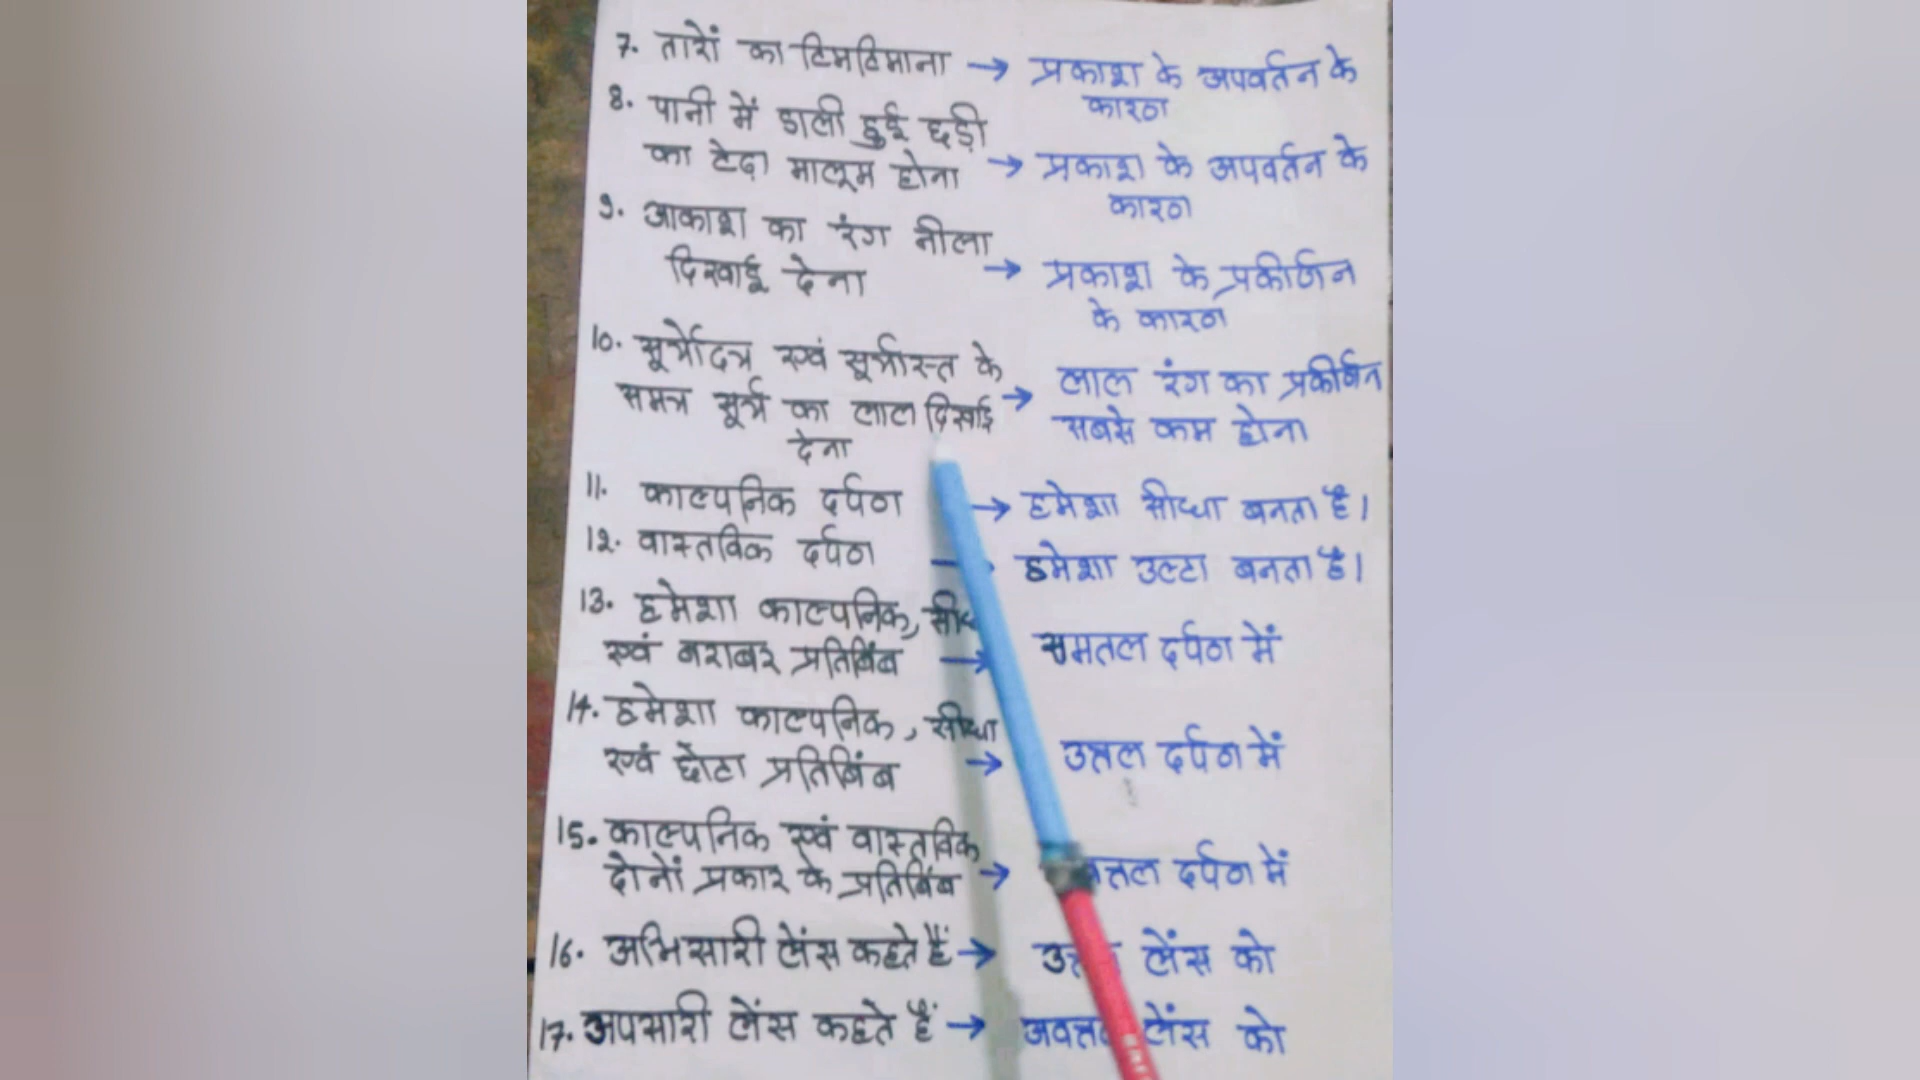 7. तारों का टिमटिमाना → प्रकाश के अपवर्तन के
कारण
8. पानी में डाली हुई छड़ी
का टेढ़ा मालूम होना → प्रकाश के अपवर्तन के
कारण
9. आकाश का रंग नीला
दिखाई देना → प्रकाश के प्रकीर्णन
के कारण
10. सूर्योदय एवं सूर्यास्त के
समय सूर्य का लाल दिखाई → लाल रंग का प्रकीर्णन
देना सबसे कम होना
11. काल्पनिक दर्पण → हमेशा सीधा बनता है।
12. वास्तविक दर्पण → हमेशा उल्टा बनता है।
13. हमेशा काल्पनिक,
एवं बराबर प्रतिबिंब → समतल दर्पण में
14. हमेशा काल्पनिक, सीधा
एवं छोटा प्रतिबिंब → उत्तल दर्पण में
15. काल्पनिक एवं वास्तविक
दोनों प्रकार के प्रतिबिंब → दर्पण में
16. अभिसारी लेंस कहते हैं → लेंस को
17. अपसारी लेंस कहते हैं → लेंस को